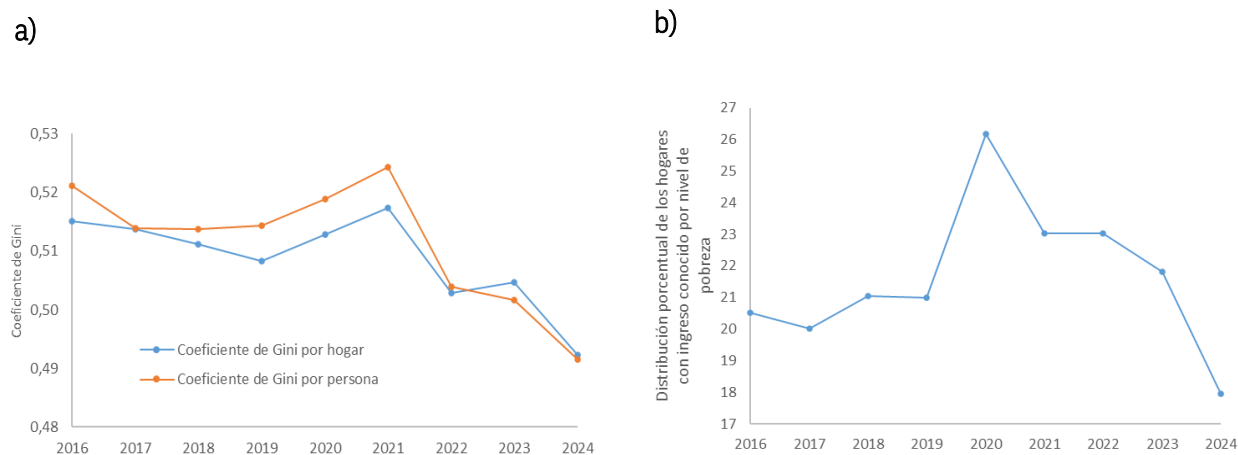 a)
0,53
0,52
0,51
0,50
0,49
0,48
Coeficiente de Gini
Coeficiente de Gini por hogar
Coeficiente de Gini por persona
2016 2017 2018 2019 2020 2021 2022 2023 2024
b)
Distribución porcentual de los hogares
con ingreso conocido por nivel de
pobreza
27
26
25
24
23
22
21
20
19
18
17
2016 2017 2018 2019 2020 2021 2022 2023 2024